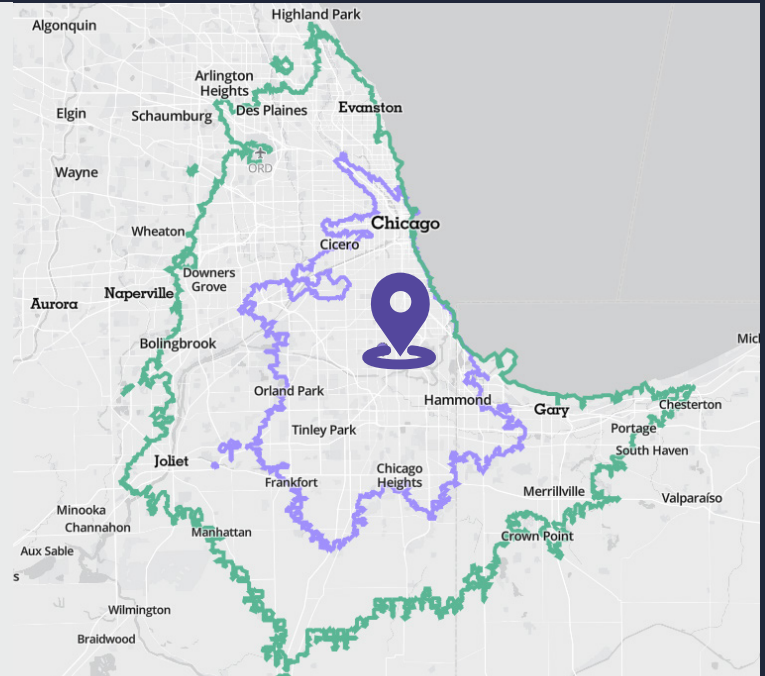 Highland Park
Algonquin
Arlington
Heights
Des Plaines
Evanston
Elgin
Schaumburg
ORD
Wayne
Chicago
Wheaton
Cicero
Downers
Grove
Naperville
Aurora
Bolingbrook
Mic
Orland Park
Hammond
Gary
Chesterton
Tinley Park
Portage
South Haven
Joliet
Chicago
Heights
Frankfort
Merrillville
Valparaíso
Minooka
Channahon
Manhattan
Crown Point
Aux Sable
s
Wilmington
Braidwood